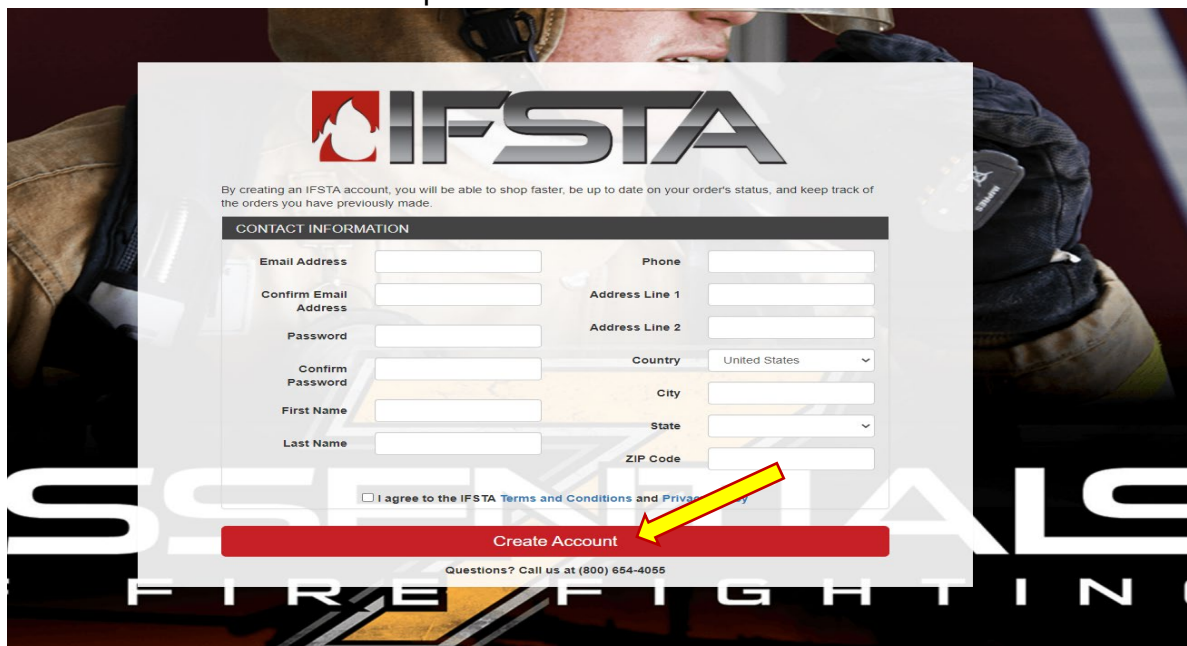 IFSTA
By creating an IFSTA account, you will be able to shop faster, be up to date on your order's status, and keep track of
the orders you have previously made.
CONTACT INFORMATION
Email Address
Confirm Email
Address
Password
Confirm
Password
First Name
Last Name
Phone
Address Line 1
Address Line 2
Country United States
City
State
ZIP Code
I agree to the IFSTA Terms and Conditions and
Create Account
Questions? Call us at (800) 654-4055
SSENTIALS
FIRE FIGHTIN
IMPRES